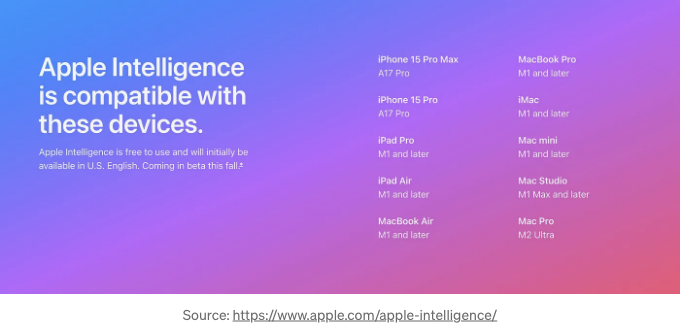 Apple Intelligence
is compatible with
these devices.
Apple Intelligence is free to use and will initially be
available in U.S. English. Coming in beta this fall.
iPhone 15 Pro Max
A17 Pro
iPhone 15 Pro
A17 Pro
iPad Pro
M1 and later
iPad Air
M1 and later
MacBook Air
M1 and later
MacBook Pro
M1 and later
iMac
M1 and later
Mac mini
M1 and later
Mac Studio
M1 Max and later
Mac Pro
M2 Ultra
Source: https://www.apple.com/apple-intelligence/